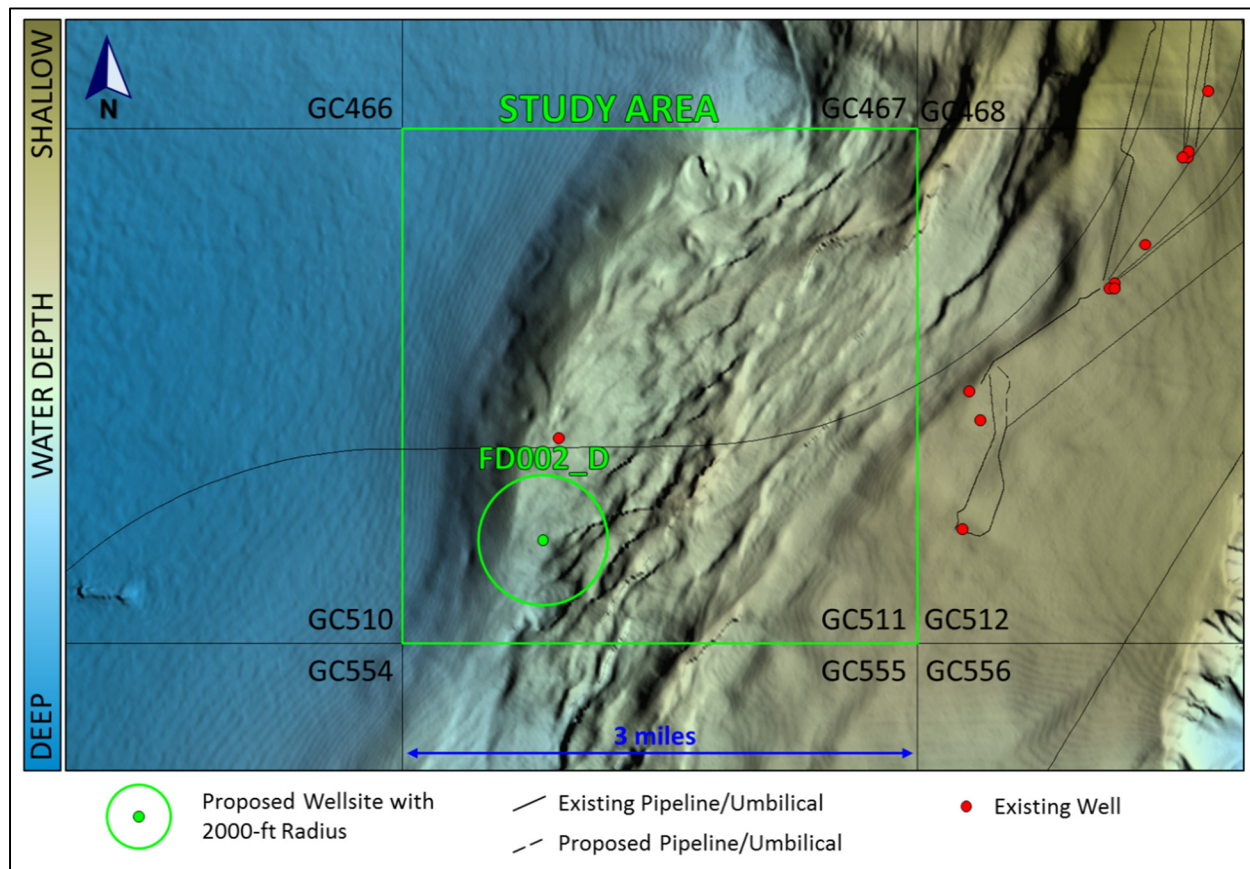 SHALLOW
WATER DEPTH
DEEP
N
GC466
STUDY AREA
GC467
GC468
FD002_D
GC510
GC511
GC512
GC554
GC555
GC556
3 miles
Proposed Wellsite with
2000-ft Radius
Existing Pipeline/Umbilical
Proposed Pipeline/Umbilical
Existing Well